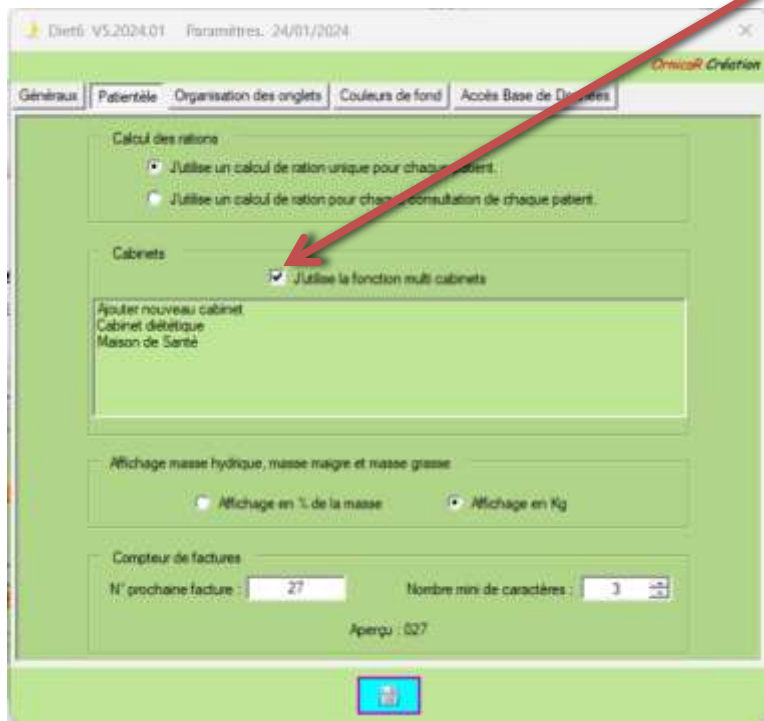 Diet6 V5.2024.01 Paramètres. 24/01/2024
OrnicaR Création
Généraux Patientèle Organisation des onglets Couleurs de fond Accès Base de Données
Calcul des rations
J'utilise un calcul de ration unique pour chaque patient.
J'utilise un calcul de ration pour chaque consultation de chaque patient.
Cabinets
J'utilise la fonction multi cabinets
Ajouter nouveau cabinet
Cabinet diététique
Maison de Santé
Affichage masse hydrique, masse maigre et masse grasse
Affichage en % de la masse Affichage en Kg
Compteur de factures
N° prochaine facture : 27 Nombre mini de caractères : 3
Aperçu : 027